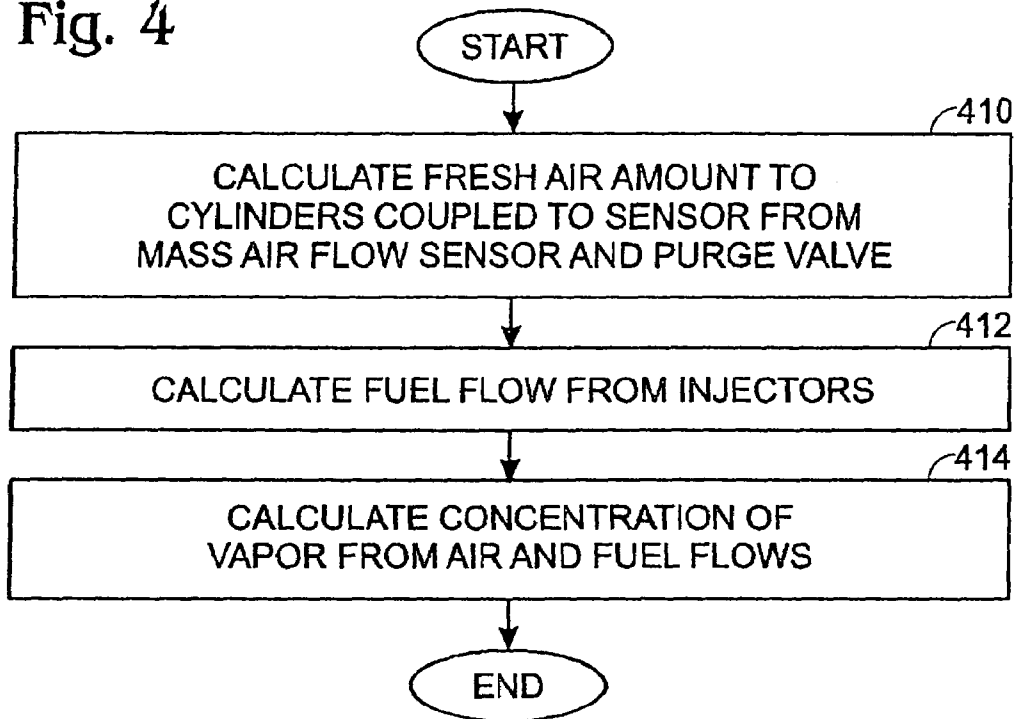 Fig. 4
START
410
CALCULATE FRESH AIR AMOUNT TO
CYLINDERS COUPLED TO SENSOR FROM
MASS AIR FLOW SENSOR AND PURGE VALVE
412
CALCULATE FUEL FLOW FROM INJECTORS
414
CALCULATE CONCENTRATION OF
VAPOR FROM AIR AND FUEL FLOWS
END